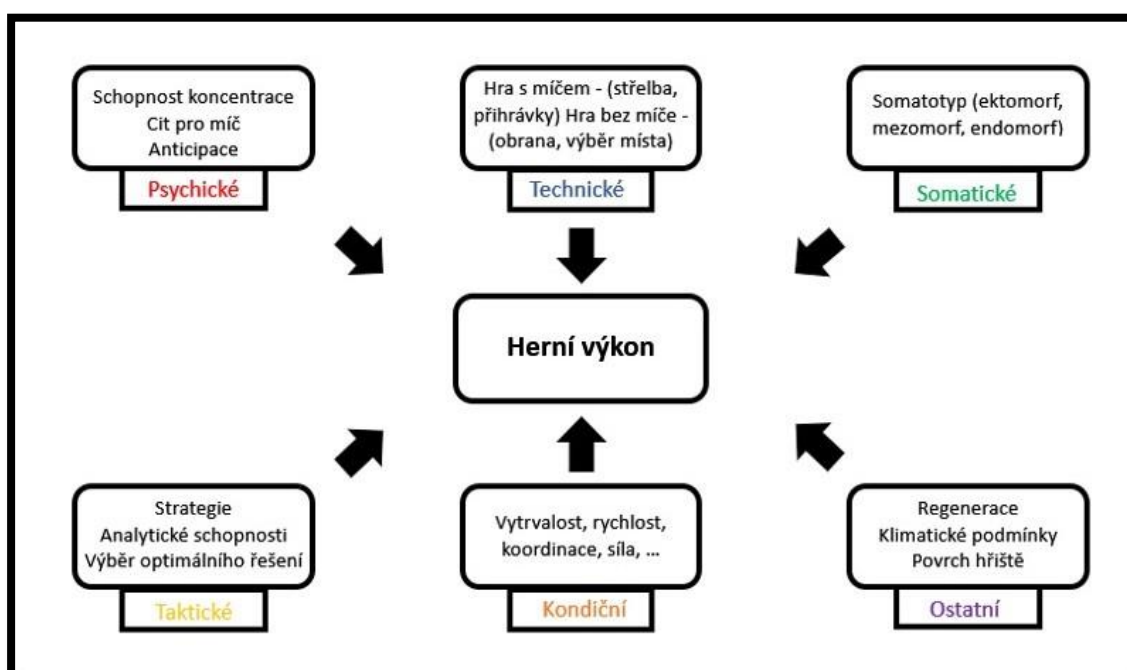 Schopnost koncentrace
Cit pro míč
Anticipace
Psychické
Hra s míčem - (střelba,
přihrávky) Hra bez míče -
(obrana, výběr místa)
Technické
Somatotyp (ektomorf,
mezomorf, endomorf)
Somatické
Herní výkon
Strategie
Analytické schopnosti
Výběr optimálního řešení
Taktické
Vytrvalost, rychlost,
koordinace, síla, ...
Kondiční
Regenerace
Klimatické podmínky
Povrch hřiště
Ostatní